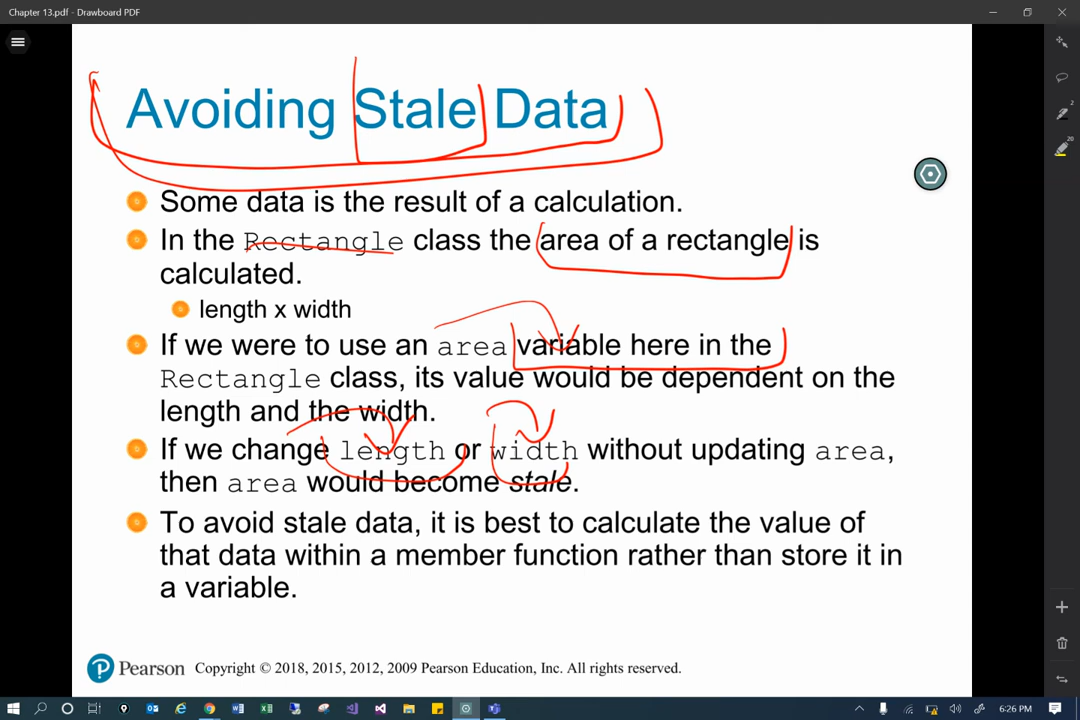 Chapter 13.pdf - Drawboard PDF
Avoiding Stale Data
Some data is the result of a calculation.
In the Rectangle class the area of a rectangle is
calculated.
length x width
If we were to use an area variable here in the
Rectangle class, its value would be dependent on the
length and the width.
If we change length or width without updating area,
then area would become stale.
To avoid stale data, it is best to calculate the value of
that data within a member function rather than store it in
a variable.
P Pearson Copyright © 2018, 2015, 2012, 2009 Pearson Education, Inc. All rights reserved.
2
20
6:26 PM